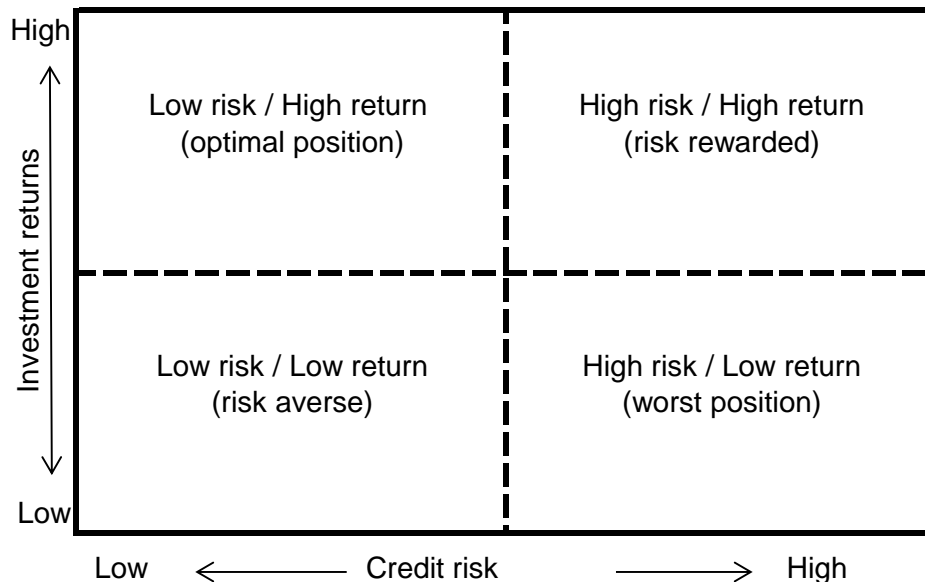 High
Low risk / High return
(optimal position)
High risk / High return
(risk rewarded)
Investment returns
Low risk / Low return
(risk averse)
High risk / Low return
(worst position)
Low
Low
Credit risk
High